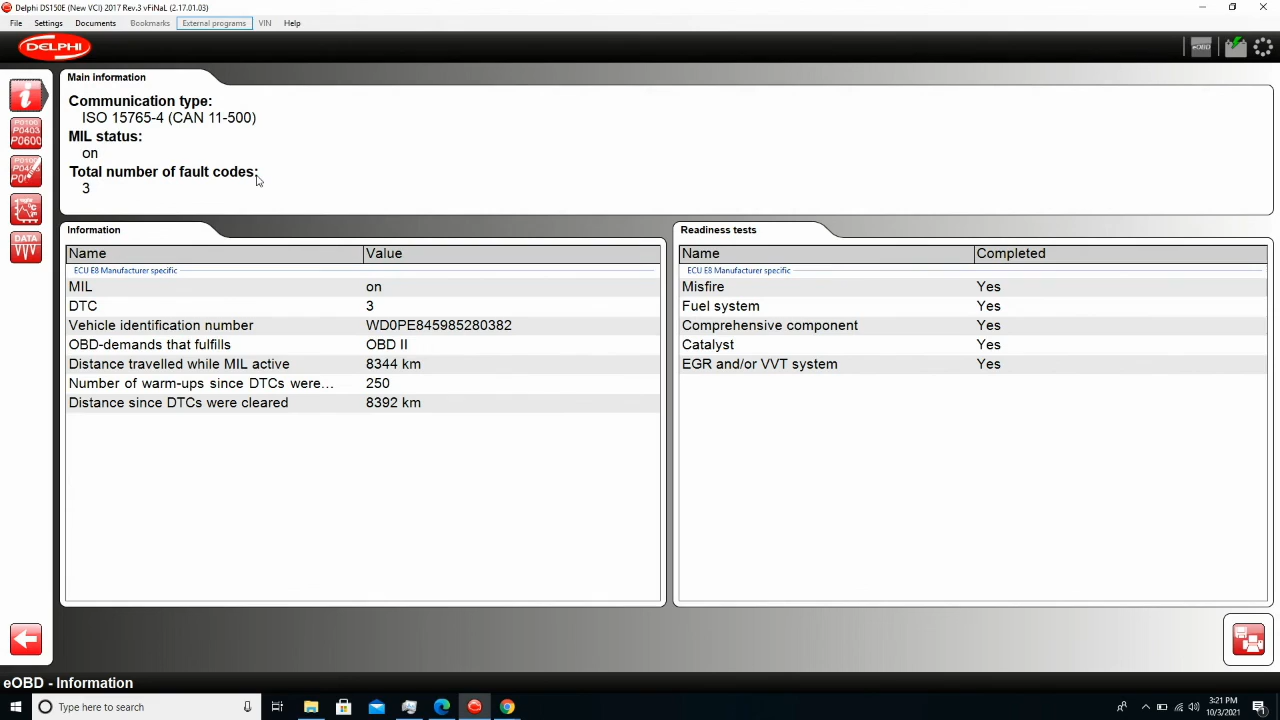 Delphi DS150E (New VCI) 2017 Rev.3 vFiNaL (2.17.01.03)
File Settings Documents Bookmarks External programs VIN Help
DELPHI
eOBD
Main information
Communication type:
ISO 15765-4 (CAN 11-500)
MIL status:
on
Total number of fault codes:
3
P0100
P0403
P0600
DATA
Information
Name Value
ECU E8 Manufacturer specific
MIL on
DTC 3
Vehicle identification number WD0PE845985280382
OBD-demands that fulfills OBD II
Distance travelled while MIL active 8344 km
Number of warm-ups since DTCs were... 250
Distance since DTCs were cleared 8392 km
Readiness tests
Name Completed
ECU E8 Manufacturer specific
Misfire Yes
Fuel system Yes
Comprehensive component Yes
Catalyst Yes
EGR and/or VVT system Yes
eOBD - Information
Type here to search
3:21 PM
10/3/2021